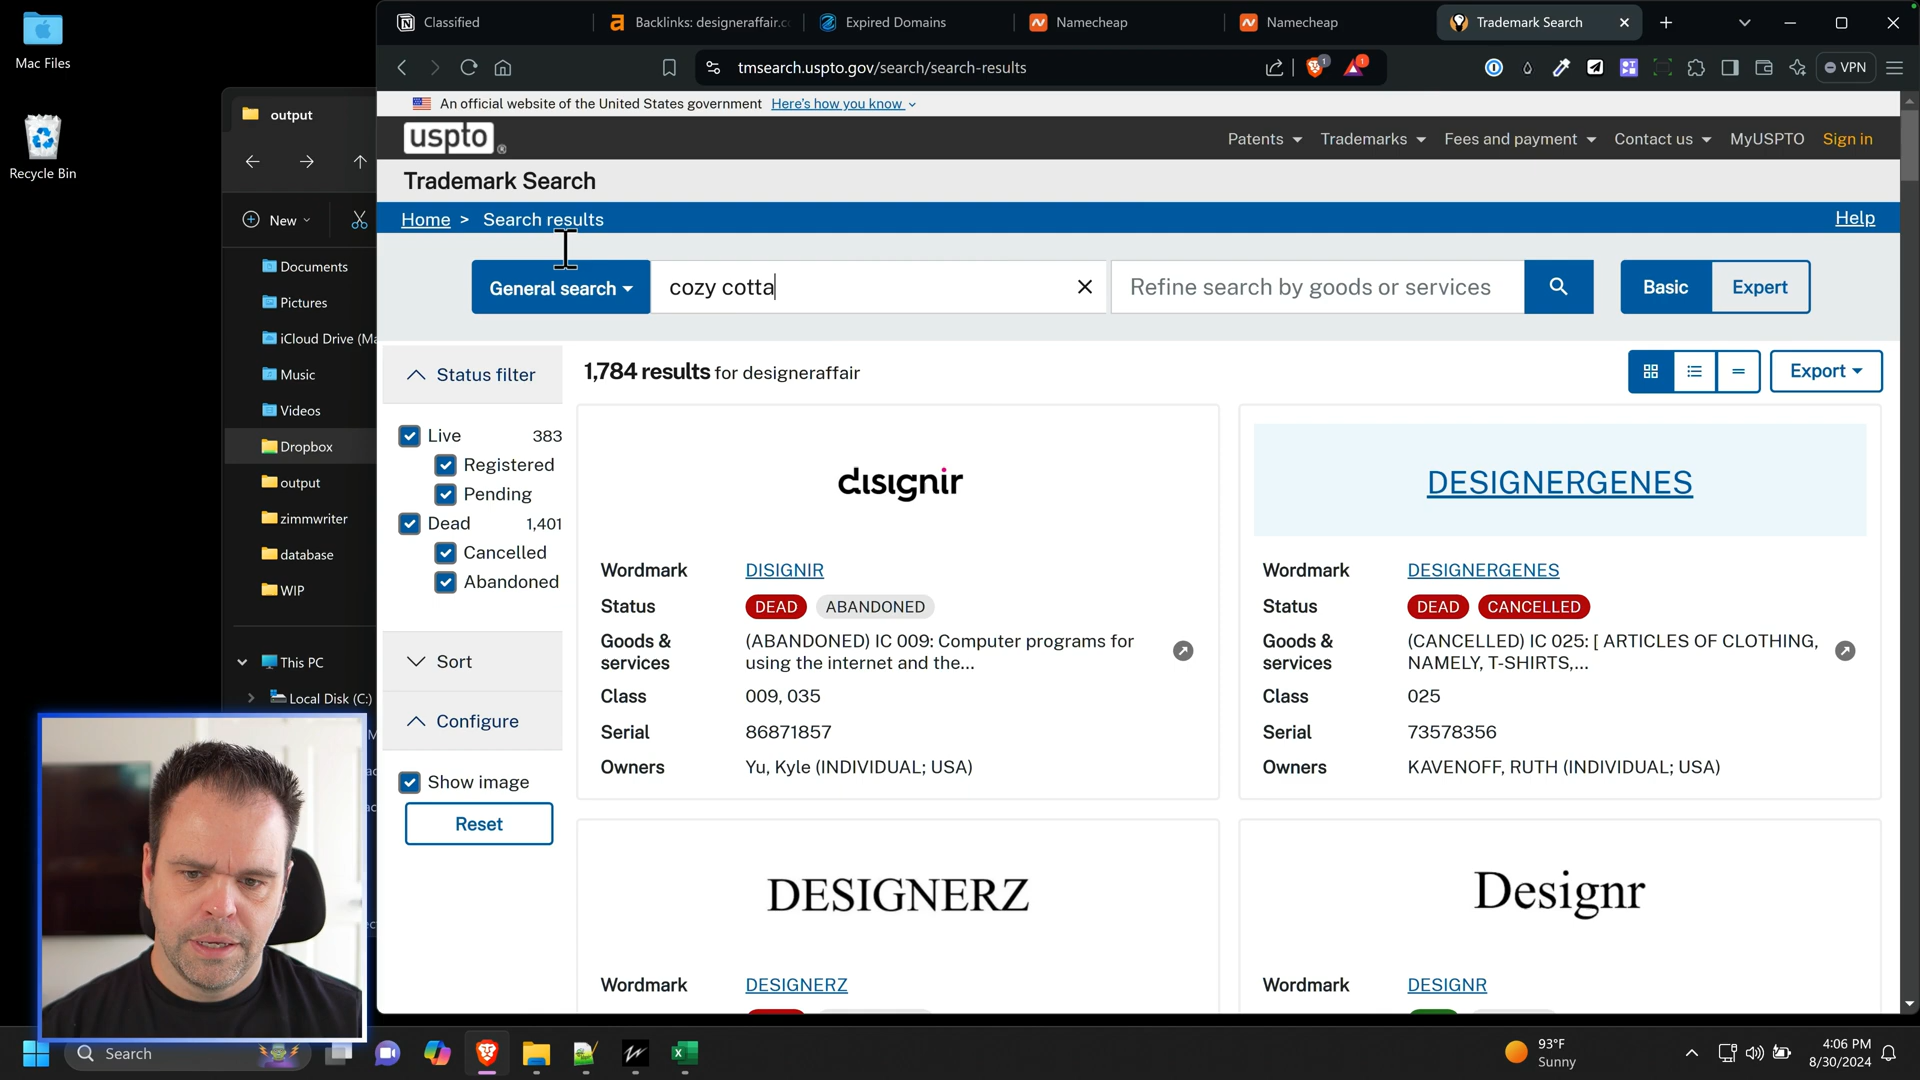 Mac Files
Recycle Bin
Classified
Backlinks: designeraffair.c
Expired Domains
Namecheap
Namecheap
Trademark Search
tmsearch.uspto.gov/search/search-results
1
1
VPN
output
New
Documents
Pictures
iCloud Drive (Ma
Music
Videos
Dropbox
output
zimmwriter
database
WIP
This PC
Local Disk (C:)
An official website of the United States government Here's how you know
uspto
Patents
Trademarks
Fees and payment
Contact us
MyUSPTO
Sign in
Trademark Search
Home > Search results
Help
General search
cozy cotta
Refine search by goods or services
Basic
Expert
Status filter
1,784 results for designeraffair
Export
Live 383
Registered
Pending
Dead 1,401
Cancelled
Abandoned
Sort
Configure
Show image
Reset
disignir
Wordmark DISIGNIR
Status DEAD ABANDONED
Goods & services (ABANDONED) IC 009: Computer programs for
using the internet and the...
Class 009, 035
Serial 86871857
Owners Yu, Kyle (INDIVIDUAL; USA)
DESIGNERGENES
Wordmark DESIGNERGENES
Status DEAD CANCELLED
Goods & services (CANCELLED) IC 025: [ ARTICLES OF CLOTHING,
NAMELY, T-SHIRTS,...
Class 025
Serial 73578356
Owners KAVENOFF, RUTH (INDIVIDUAL; USA)
DESIGNERZ
Wordmark DESIGNERZ
Designr
Wordmark DESIGNR
Search
93°F
Sunny
4:06 PM
8/30/2024